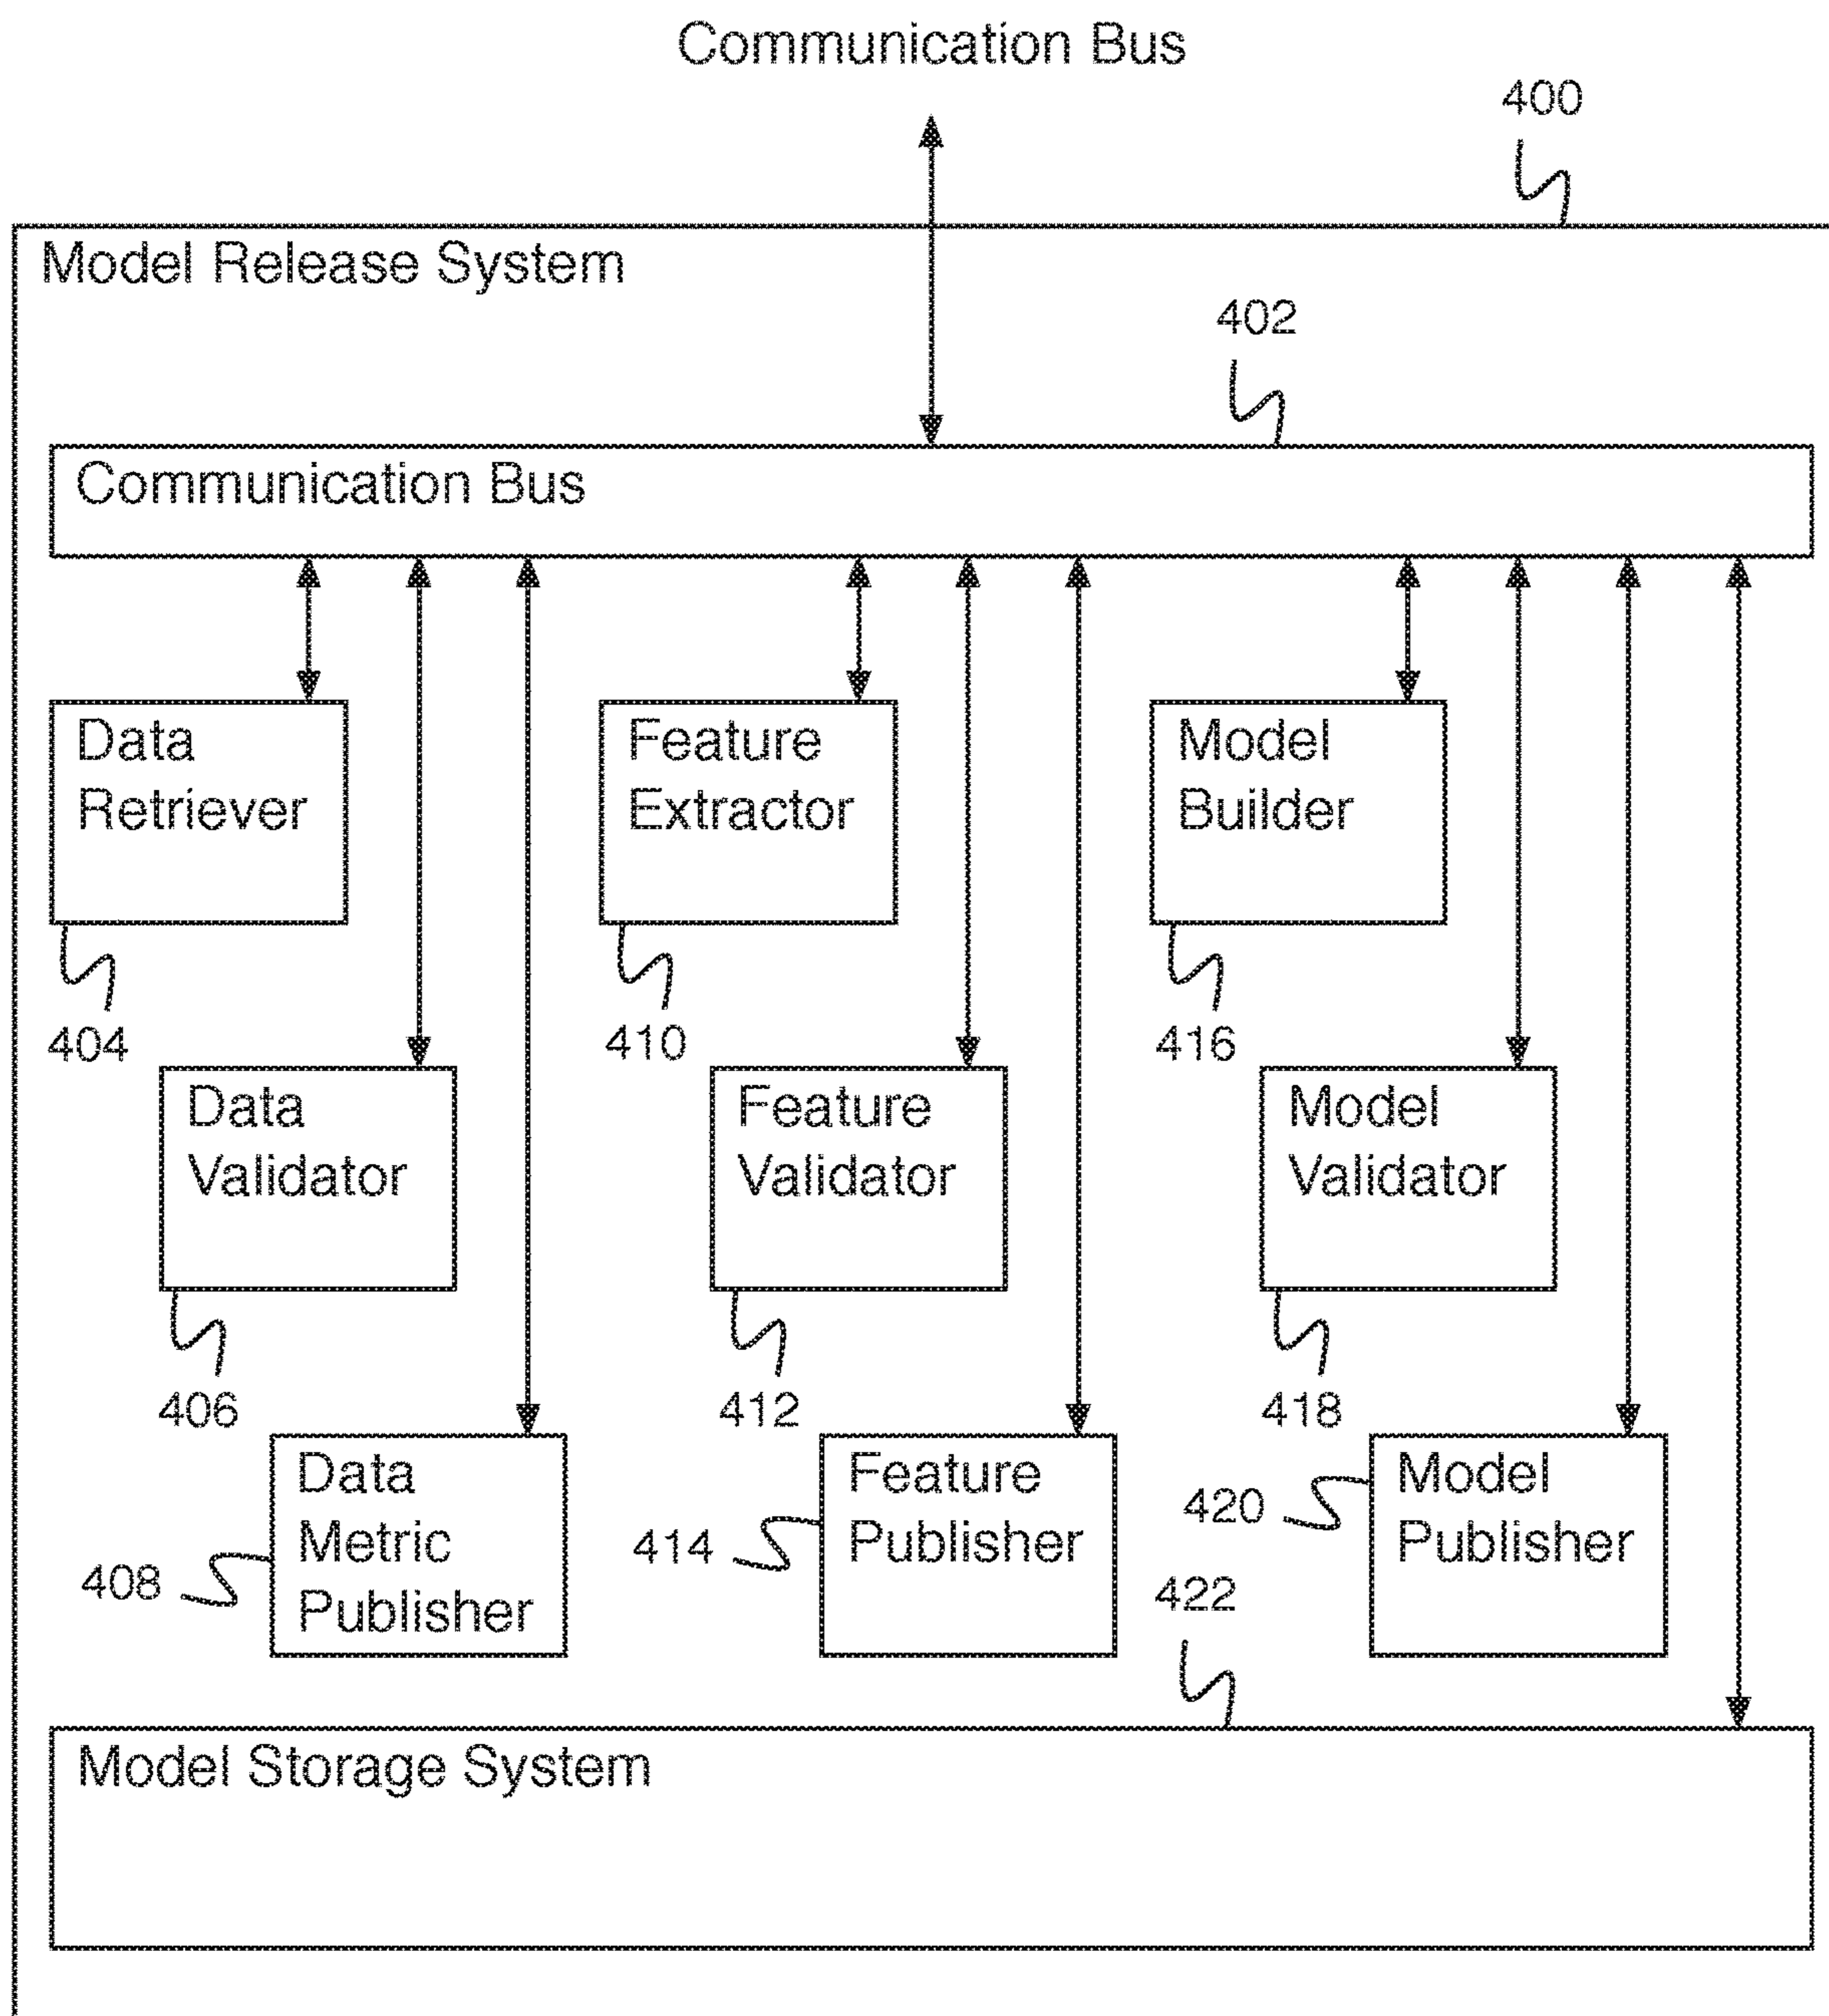 Communication Bus
400
Model Release System
402
Communication Bus
Data
Retriever
404
Feature
Extractor
410
Model
Builder
416
Data
Validator
406
Feature
Validator
412
Model
Validator
418
Data
Metric
Publisher
408
Feature
Publisher
414
Model
Publisher
420
422
Model Storage System